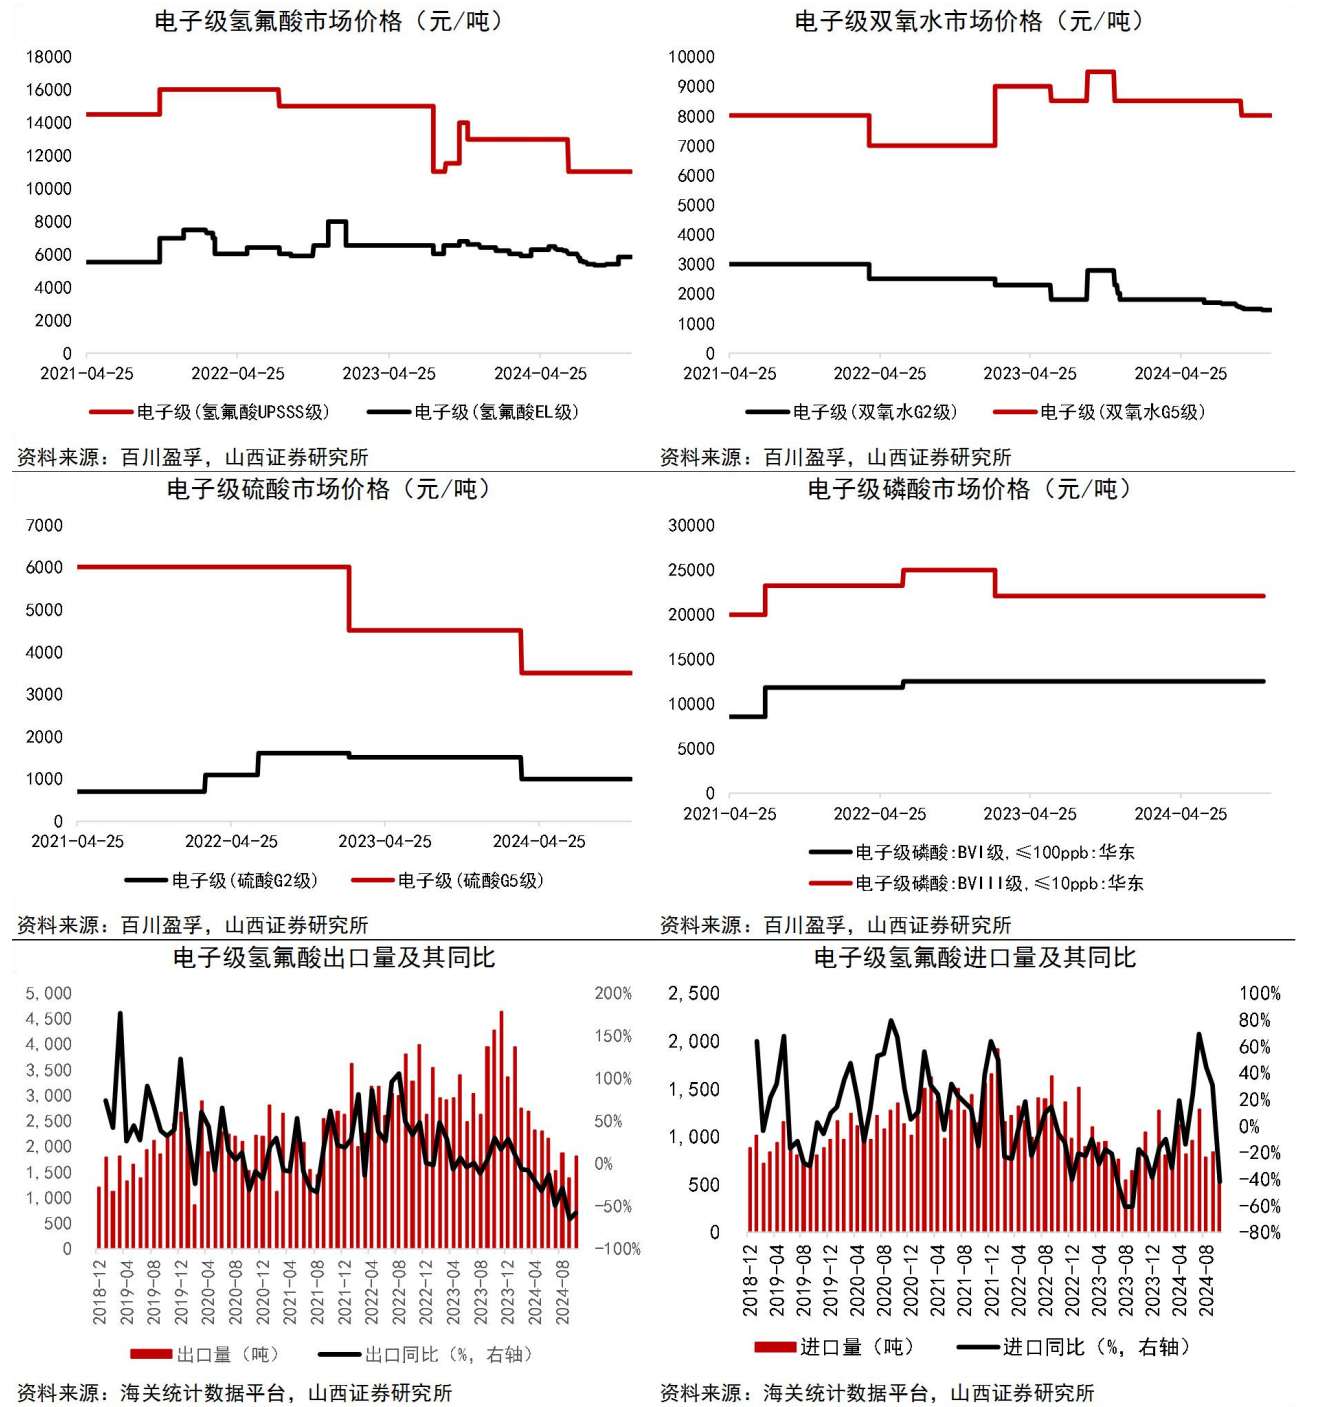 电子级氢氟酸市场价格（元/吨）
18000
16000
14000
12000
10000
8000
6000
4000
2000
0
2021-04-25 2022-04-25 2023-04-25 2024-04-25
电子级(氢氟酸UPSSS级) 电子级(氢氟酸EL级)
资料来源：百川盈孚，山西证券研究所
电子级双氧水市场价格（元/吨）
10000
9000
8000
7000
6000
5000
4000
3000
2000
1000
0
2021-04-25 2022-04-25 2023-04-25 2024-04-25
电子级(双氧水G2级) 电子级(双氧水G5级)
资料来源：百川盈孚，山西证券研究所
电子级硫酸市场价格（元/吨）
7000
6000
5000
4000
3000
2000
1000
0
2021-04-25 2022-04-25 2023-04-25 2024-04-25
电子级(硫酸G2级) 电子级(硫酸G5级)
资料来源：百川盈孚，山西证券研究所
电子级磷酸市场价格（元/吨）
30000
25000
20000
15000
10000
5000
0
2021-04-25 2022-04-25 2023-04-25 2024-04-25
电子级磷酸:BVI级,≤100ppb:华东
电子级磷酸:BVIII级,≤10ppb:华东
资料来源：百川盈孚，山西证券研究所
电子级氢氟酸出口量及其同比
5,000
4,500
4,000
3,500
3,000
2,500
2,000
1,500
1,000
500
0
200%
150%
100%
50%
0%
-50%
-100%
2018-12 2019-04 2019-08 2019-12 2020-04 2020-08 2020-12 2021-04 2021-08 2021-12 2022-04 2022-08 2022-12 2023-04 2023-08 2023-12 2024-04 2024-08
出口量（吨） 出口同比（%，右轴）
资料来源：海关统计数据平台，山西证券研究所
电子级氢氟酸进口量及其同比
2,500
2,000
1,500
1,000
500
0
100%
80%
60%
40%
20%
0%
-20%
-40%
-60%
-80%
2018-12 2019-04 2019-08 2019-12 2020-04 2020-08 2020-12 2021-04 2021-08 2021-12 2022-04 2022-08 2022-12 2023-04 2023-08 2023-12 2024-04 2024-08
进口量（吨） 进口同比（%，右轴）
资料来源：海关统计数据平台，山西证券研究所